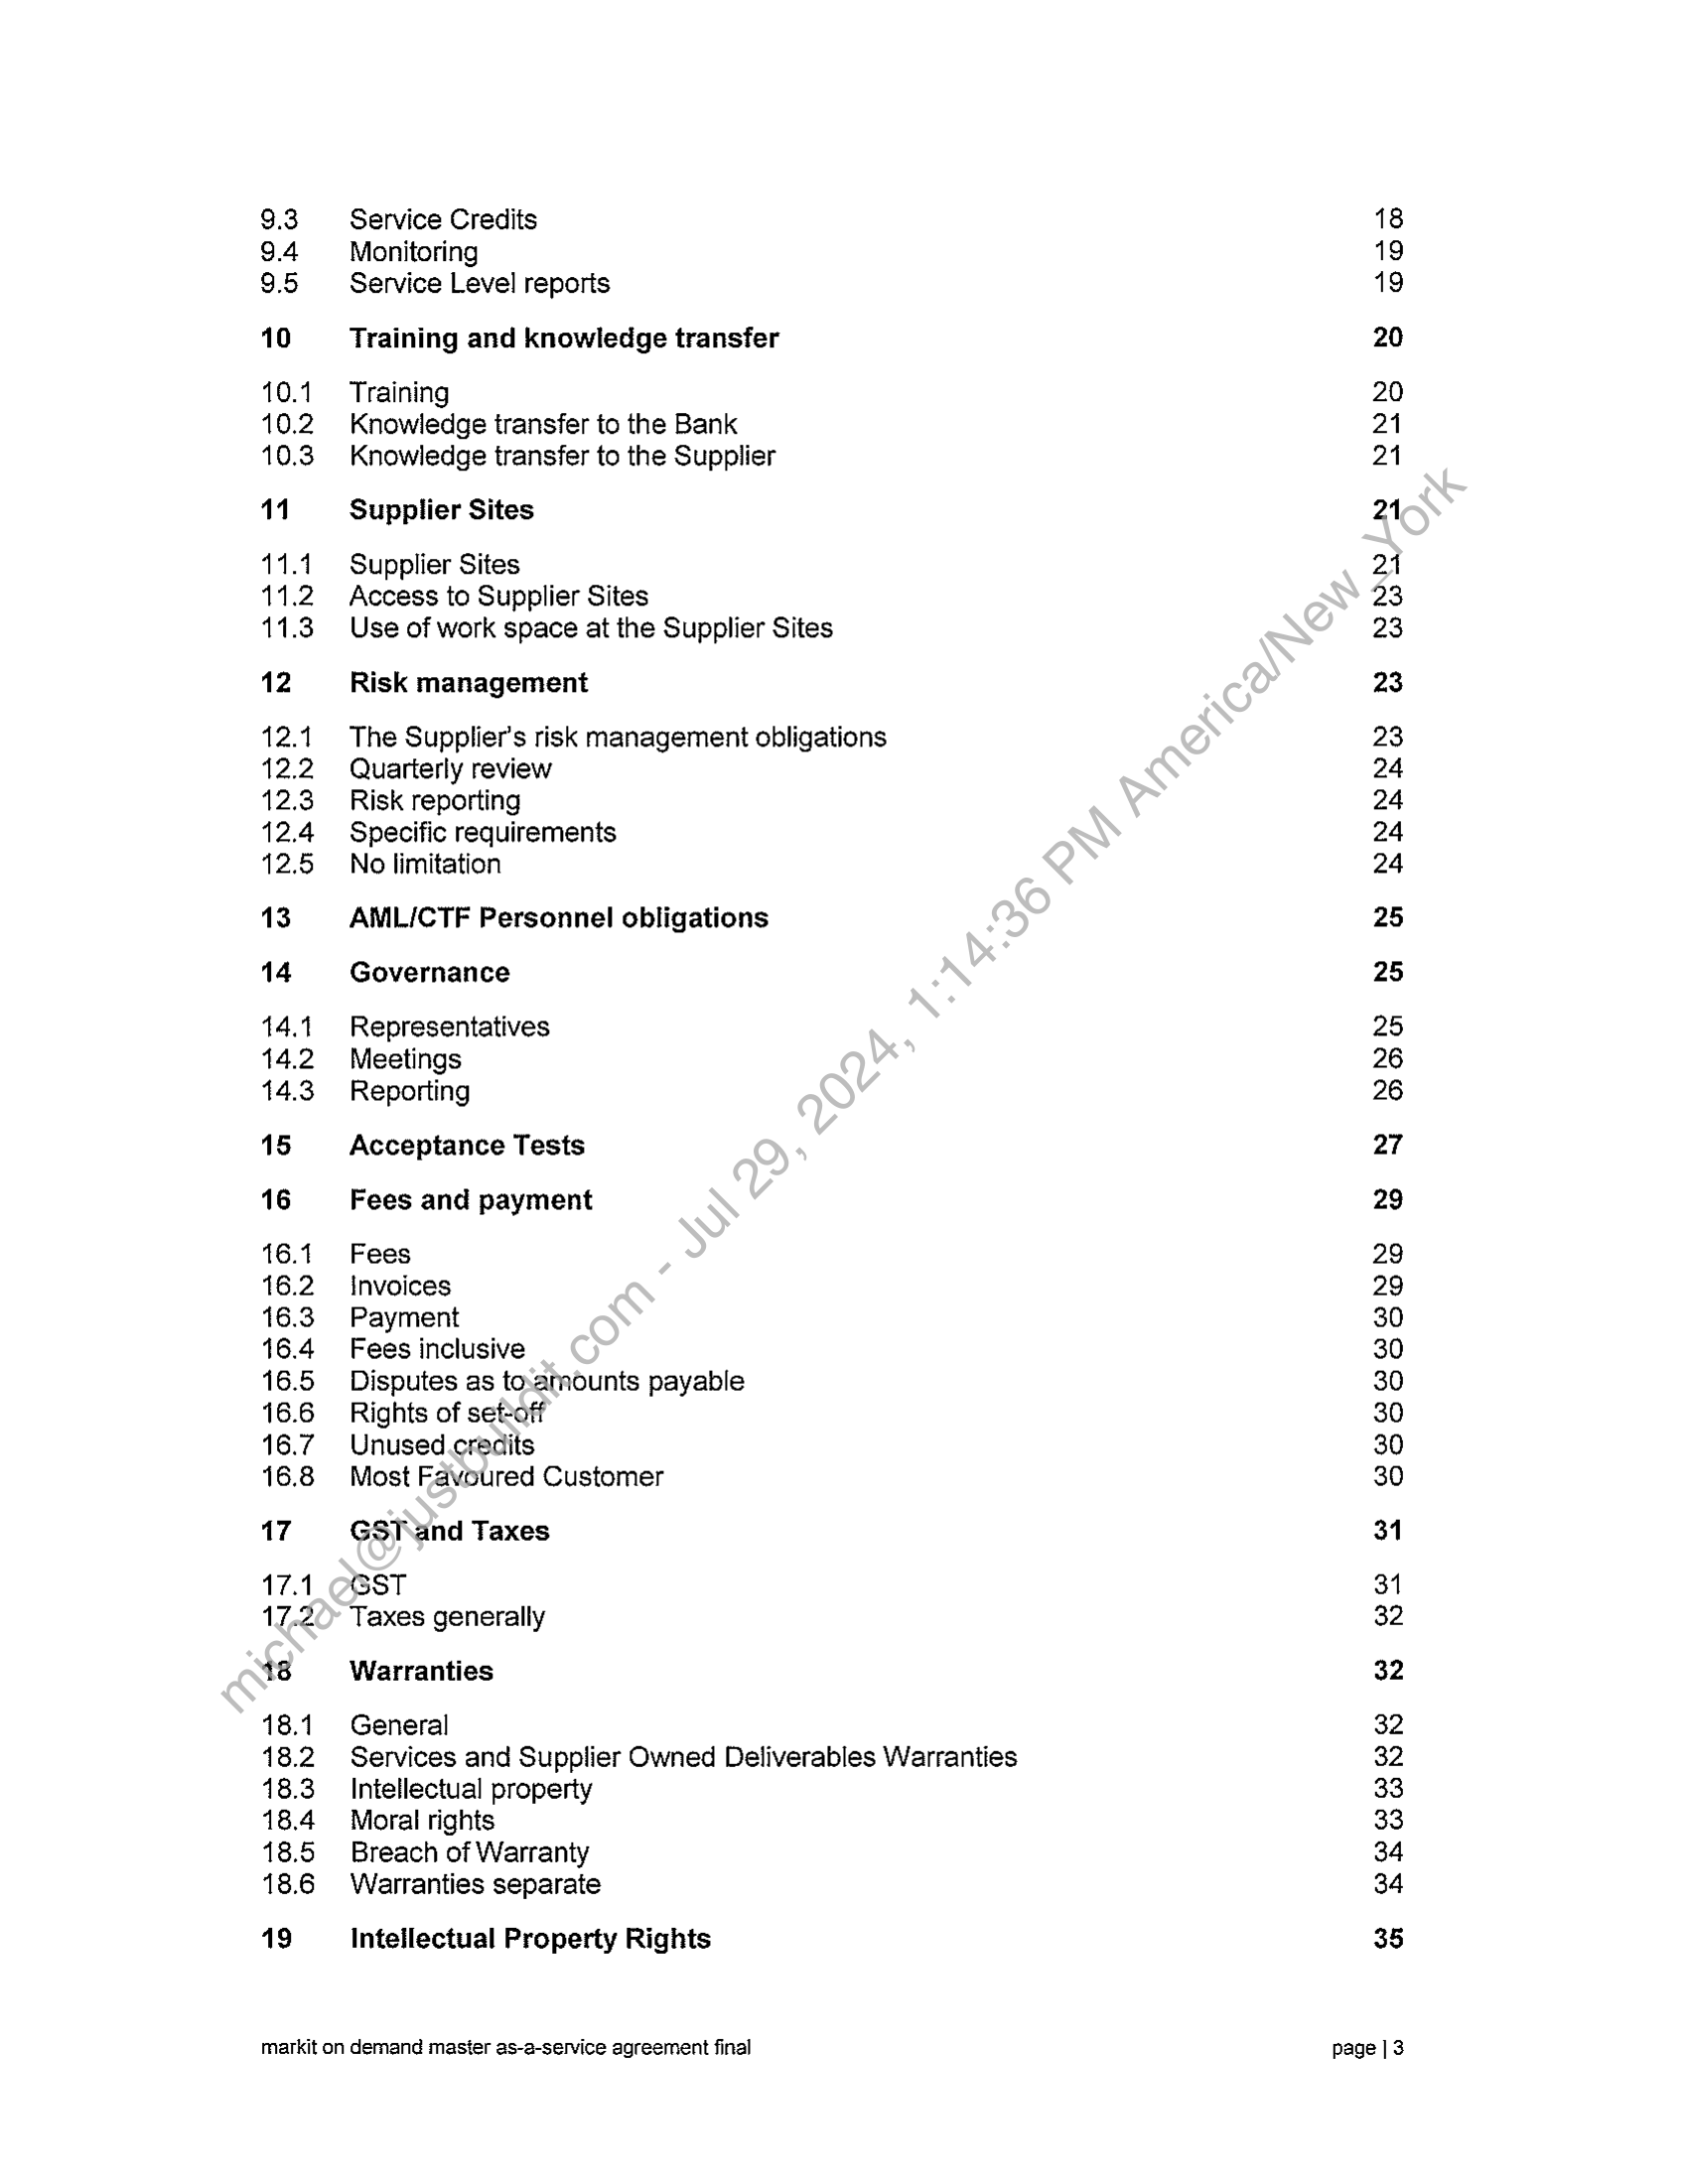 9.3 Service Credits 18
9.4 Monitoring 19
9.5 Service Level reports 19
10 Training and knowledge transfer 20
10.1 Training 20
10.2 Knowledge transfer to the Bank 21
10.3 Knowledge transfer to the Supplier 21
11 Supplier Sites 21
11.1 Supplier Sites 21
11.2 Access to Supplier Sites 23
11.3 Use of work space at the Supplier Sites 23
12 Risk management 23
12.1 The Supplier's risk management obligations 23
12.2 Quarterly review 24
12.3 Risk reporting 24
12.4 Specific requirements 24
12.5 No limitation 24
13 AML/CTF Personnel obligations 25
14 Governance 25
14.1 Representatives 25
14.2 Meetings 26
14.3 Reporting 26
15 Acceptance Tests 27
16 Fees and payment 29
16.1 Fees 29
16.2 Invoices 29
16.3 Payment 30
16.4 Fees inclusive 30
16.5 Disputes as to amounts payable 30
16.6 Rights of set-off 30
16.7 Unused credits 30
16.8 Most Favoured Customer 30
17 GST and Taxes 31
17.1 GST 31
17.2 Taxes generally 32
18 Warranties 32
18.1 General 32
18.2 Services and Supplier Owned Deliverables Warranties 32
18.3 Intellectual property 33
18.4 Moral rights 33
18.5 Breach of Warranty 34
18.6 Warranties separate 34
19 Intellectual Property Rights 35
markit on demand master as-a-service agreement final page | 3
michael@justbuildit.com - Jul 29, 2024, 1:14:36 PM America/New_York